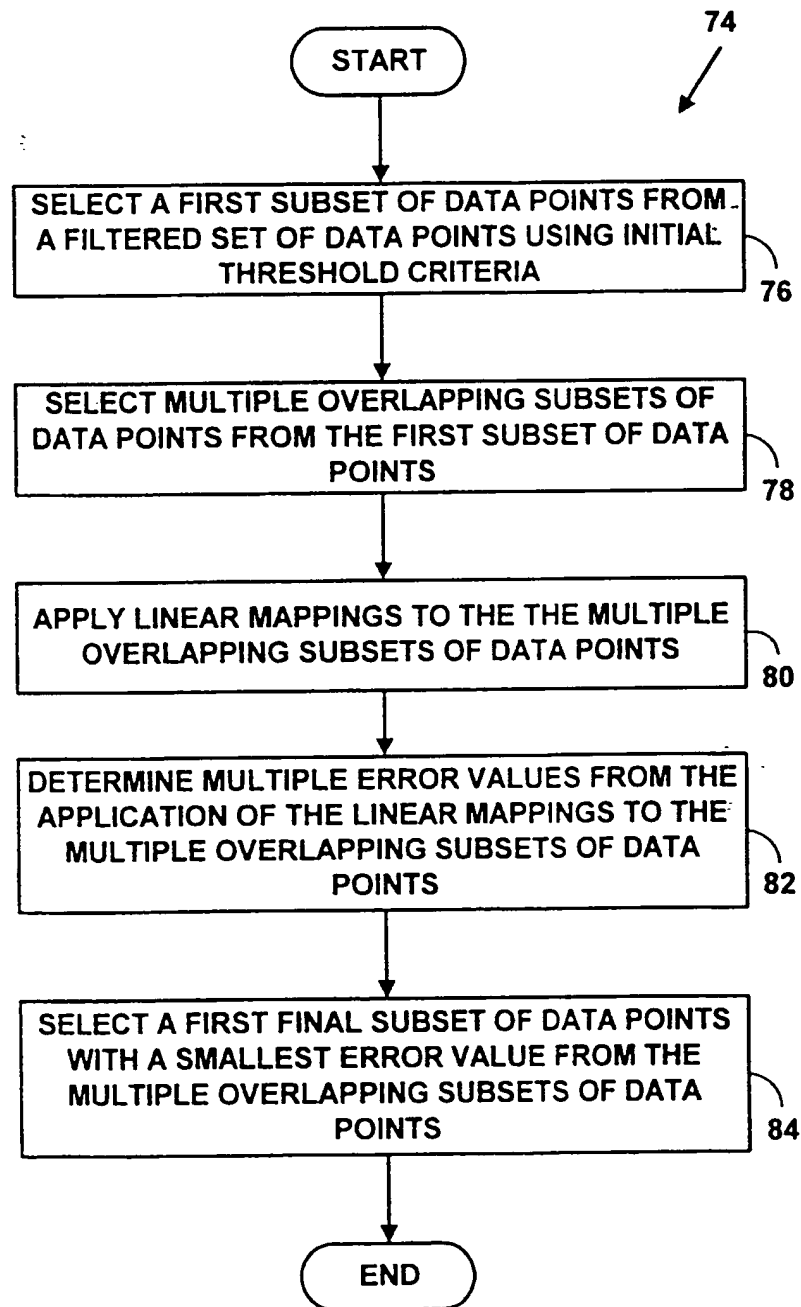 74
START
SELECT A FIRST SUBSET OF DATA POINTS FROM
A FILTERED SET OF DATA POINTS USING INITIAL
THRESHOLD CRITERIA
76
SELECT MULTIPLE OVERLAPPING SUBSETS OF
DATA POINTS FROM THE FIRST SUBSET OF DATA
POINTS
78
APPLY LINEAR MAPPINGS TO THE THE MULTIPLE
OVERLAPPING SUBSETS OF DATA POINTS
80
DETERMINE MULTIPLE ERROR VALUES FROM THE
APPLICATION OF THE LINEAR MAPPINGS TO THE
MULTIPLE OVERLAPPING SUBSETS OF DATA
POINTS
82
SELECT A FIRST FINAL SUBSET OF DATA POINTS
WITH A SMALLEST ERROR VALUE FROM THE
MULTIPLE OVERLAPPING SUBSETS OF DATA
POINTS
84
END